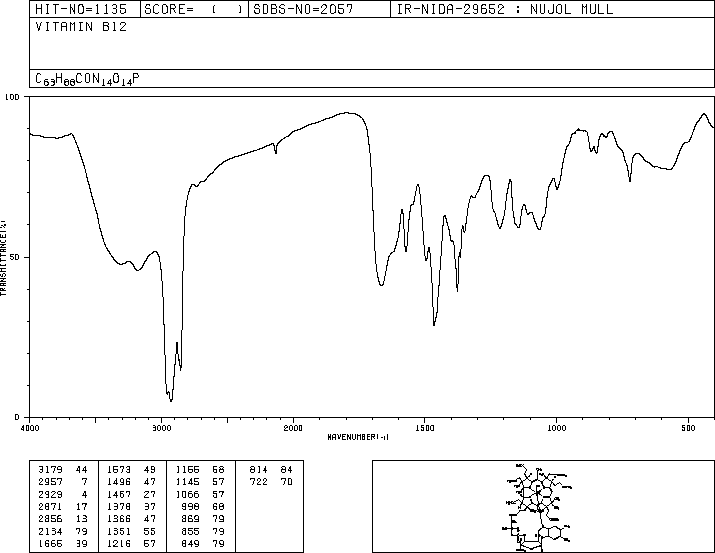 HIT-NO=1135 SCORE= ( ) SDBS-NO=2057 IR-NIDA-29652 : NUJOL MULL
VITAMIN B12
C63H88CON14O14P
100
50
0
TRANSMITTANCE(%)
4000 3000 2000 1500 1000 500
WAVENUMBER(-1)
3179 44 1573 49 1155 58 814 84
2957 7 1496 47 1145 57 722 70
2929 4 1467 27 1066 57
2871 17 1378 37 998 68
2856 13 1366 47 869 79
2134 79 1351 55 855 79
1665 39 1216 57 849 79